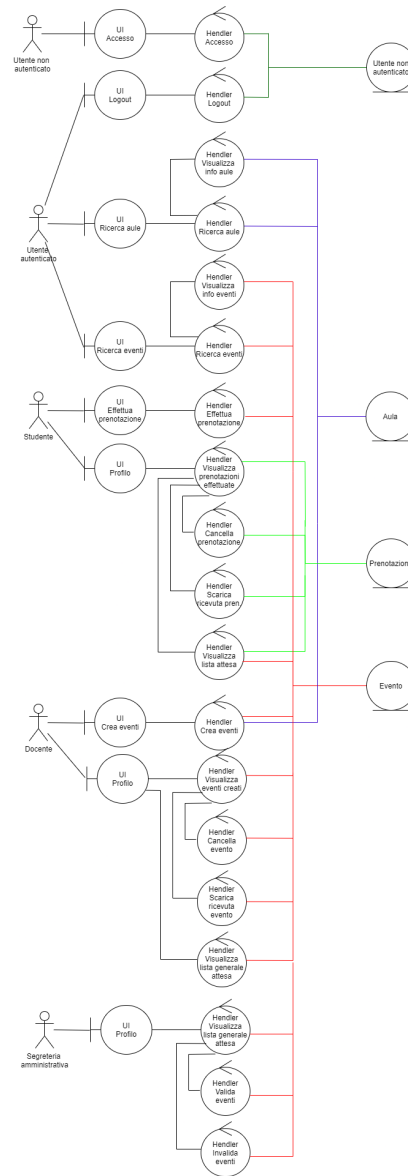 UI
Accesso
Hendler
Accesso
Utente non
autenticato
Utente non
autenticato
UI
Logout
Hendler
Logout
Hendler
Visualizza
info aule
UI
Ricerca aule
Hendler
Ricerca aule
Utente
autenticato
Hendler
Visualizza
info eventi
UI
Ricerca eventi
Hendler
Ricerca eventi
UI
Effettua
prenotazione
Hendler
Effettua
prenotazione
Aula
Studente
UI
Profilo
Hendler
Visualizza
prenotazioni
effettuate
Hendler
Cancella
prenotazione
Prenotazione
Hendler
Scarica
ricevuta pren.
Hendler
Visualizza
lista attesa
Evento
UI
Crea eventi
Hendler
Crea eventi
Docente
UI
Profilo
Hendler
Visualizza
eventi creati
Hendler
Cancella
evento
Hendler
Scarica
ricevuta
evento
Hendler
Visualizza
lista generale
attesa
UI
Profilo
Hendler
Visualizza
lista generale
attesa
Segreteria
amministrativa
Hendler
Valida
eventi
Hendler
Invalida
eventi